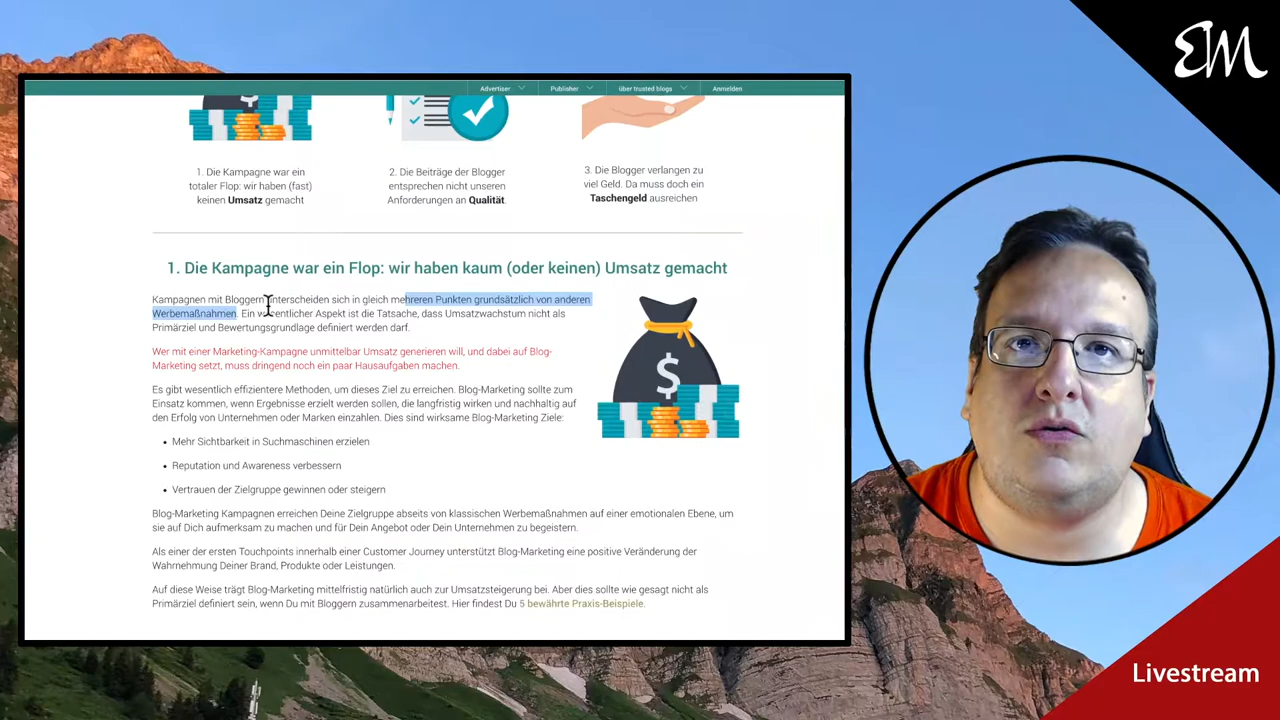 EM
Advertiser
Publisher
über trusted blogs
Anmelden
1. Die Kampagne war ein
totaler Flop: wir haben (fast)
keinen Umsatz gemacht
2. Die Beiträge der Blogger
entsprechen nicht unseren
Anforderungen an Qualität.
3. Die Blogger verlangen zu
viel Geld. Da muss doch ein
Taschengeld ausreichen
1. Die Kampagne war ein Flop: wir haben kaum (oder keinen) Umsatz gemacht
Kampagnen mit Bloggern unterscheiden sich in gleich mehreren Punkten grundsätzlich von anderen
Werbemaßnahmen. Ein wesentlicher Aspekt ist die Tatsache, dass Umsatzwachstum nicht als
Primärziel und Bewertungsgrundlage definiert werden darf.
Wer mit einer Marketing-Kampagne unmittelbar Umsatz generieren will, und dabei auf Blog-
Marketing setzt, muss dringend noch ein paar Hausaufgaben machen.
Es gibt wesentlich effizientere Methoden, um dieses Ziel zu erreichen. Blog-Marketing sollte zum
Einsatz kommen, wenn Ergebnisse erzielt werden sollen, die langfristig wirken und nachhaltig auf
den Erfolg von Unternehmen oder Marken einzahlen. Dies sind wirksame Blog-Marketing Ziele:
• Mehr Sichtbarkeit in Suchmaschinen erzielen
• Reputation und Awareness verbessern
• Vertrauen der Zielgruppe gewinnen oder steigern
Blog-Marketing Kampagnen erreichen Deine Zielgruppe abseits von klassischen Werbemaßnahmen auf einer emotionalen Ebene, um
sie auf Dich aufmerksam zu machen und für Dein Angebot oder Dein Unternehmen zu begeistern.
Als einer der ersten Touchpoints innerhalb einer Customer Journey unterstützt Blog-Marketing eine positive Veränderung der
Wahrnehmung Deiner Brand, Produkte oder Leistungen.
Auf diese Weise trägt Blog-Marketing mittelfristig natürlich auch zur Umsatzsteigerung bei. Aber dies sollte wie gesagt nicht als
Primärziel definiert sein, wenn Du mit Bloggern zusammenarbeitest. Hier findest Du 5 bewährte Praxis-Beispiele.
$
Livestream